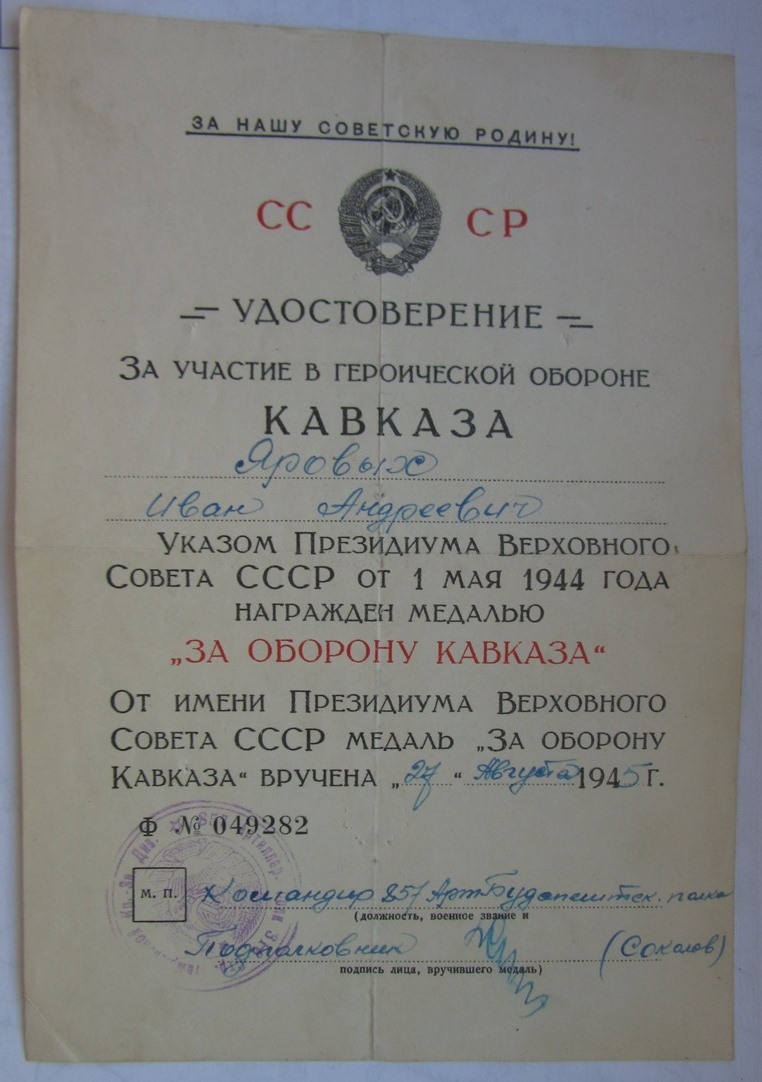 ЗА НАШУ СОВЕТСКУЮ РОДИНУ!
СС СР
УДОСТОВЕРЕНИЕ
ЗА УЧАСТИЕ В ГЕРОИЧЕСКОЙ ОБОРОНЕ
КАВКАЗА
Яровых
Иван Андреевич
УКАЗОМ ПРЕЗИДИУМА ВЕРХОВНОГО
СОВЕТА СССР ОТ 1 МАЯ 1944 ГОДА
НАГРАЖДЕН МЕДАЛЬЮ
„ЗА ОБОРОНУ КАВКАЗА“
ОТ ИМЕНИ ПРЕЗИДИУМА ВЕРХОВНОГО
СОВЕТА СССР МЕДАЛЬ „ЗА ОБОРОНУ
КАВКАЗА“ ВРУЧЕНА „27“ Августа 1945 Г.
Ф № 049282
М. П. Командир 857 Арт Будапештск. полка
(должность, военное звание и
Подполковник (Соколов)
подпись лица, вручившего медаль)